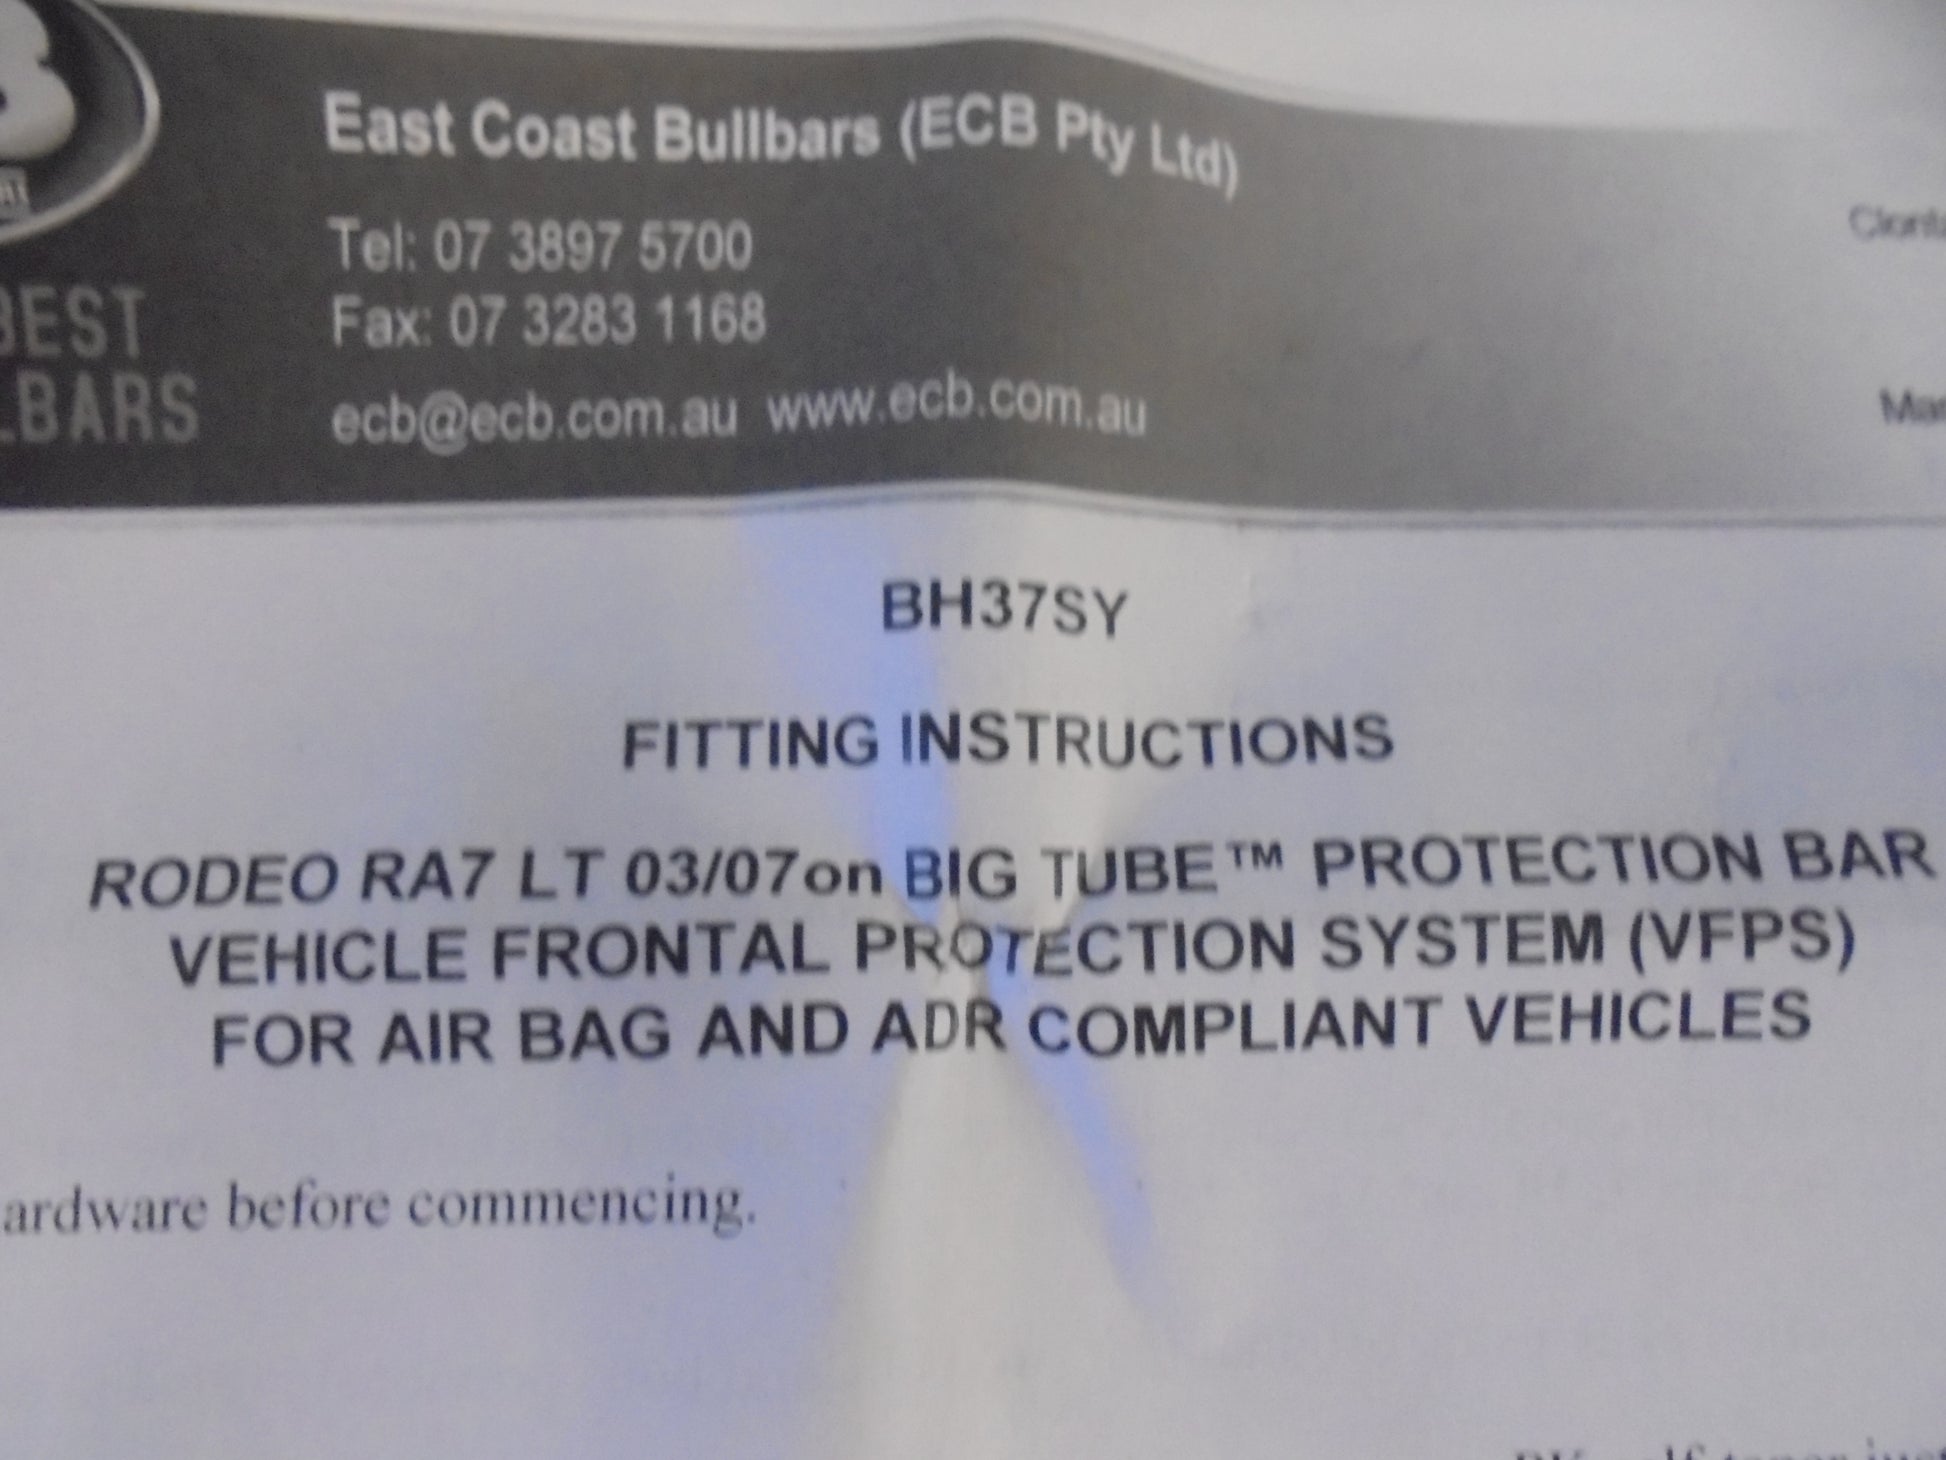 East Coast Bullbars (ECB Pty Ltd)
Tel: 07 3897 5700
Fax: 07 3283 1168
ecb@ecb.com.au www.ecb.com.au
BEST
BARS
BH37SY
FITTING INSTRUCTIONS
RODEO RA7 LT 03/07on BIG TUBE™ PROTECTION BAR
VEHICLE FRONTAL PROTECTION SYSTEM (VFPS)
FOR AIR BAG AND ADR COMPLIANT VEHICLES
ardware before commencing.